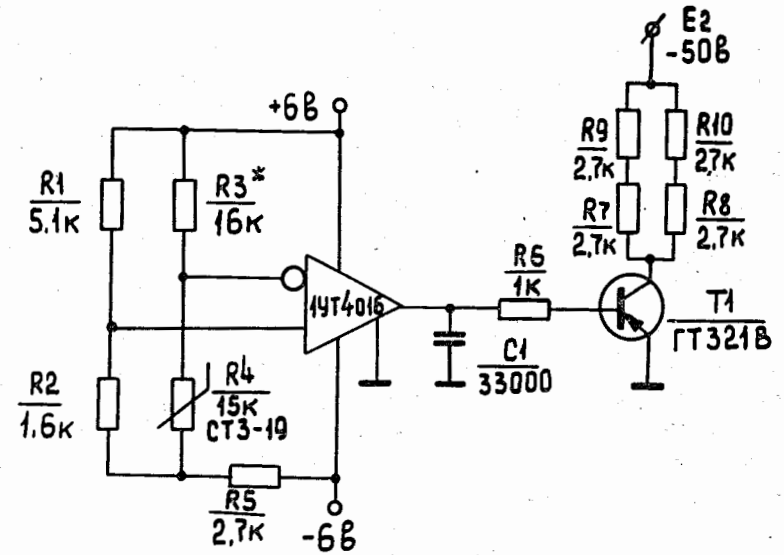 E2
-50В
+6В
R1
5.1к
R3*
16к
R9
2,7к
R10
2,7к
R7
2,7к
R8
2,7к
R6
1к
1УТ401б
T1
ГТ321В
C1
33000
R2
1.6к
R4
15к
СТ3-19
R5
2,7к
-6В